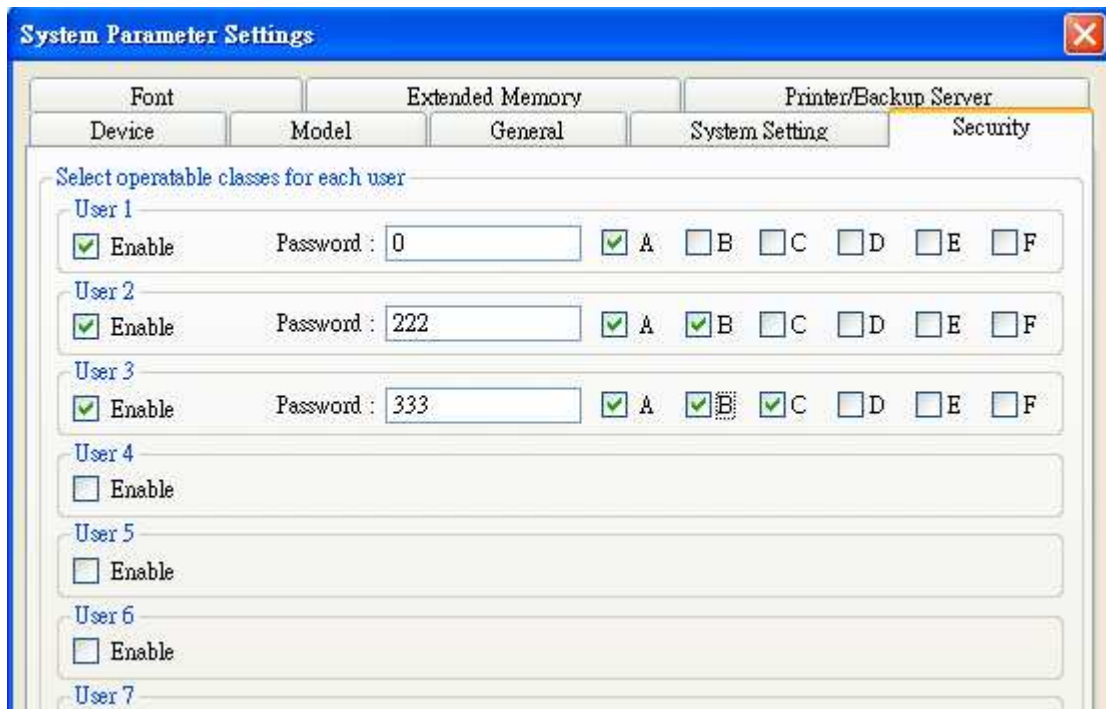 System Parameter Settings
Font Extended Memory Printer/Backup Server
Device Model General System Setting Security
Select operatable classes for each user
User 1
Enable Password : 0 A B C D E F
User 2
Enable Password : 222 A B C D E F
User 3
Enable Password : 333 A B C D E F
User 4
Enable
User 5
Enable
User 6
Enable
User 7